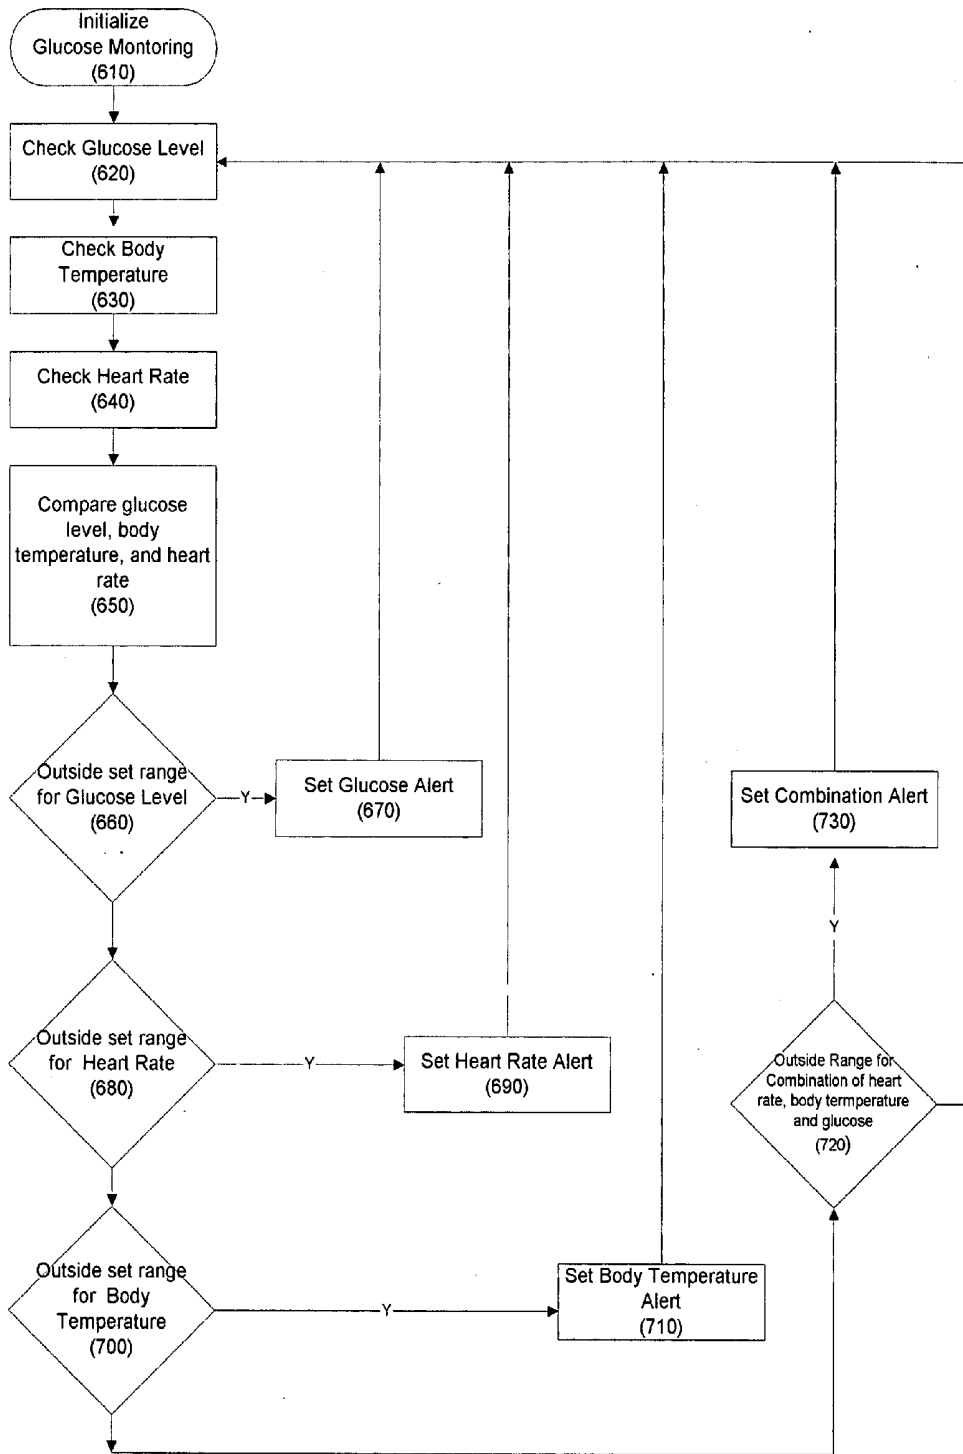 Initialize
Glucose Montoring
(610)
Check Glucose Level
(620)
Check Body
Temperature
(630)
Check Heart Rate
(640)
Compare glucose
level, body
temperature, and heart
rate
(650)
Outside set range
for Glucose Level
(660)
Y
Set Glucose Alert
(670)
Set Combination Alert
(730)
Y
Outside set range
for Heart Rate
(680)
Y
Set Heart Rate Alert
(690)
Outside Range for
Combination of heart
rate, body termperature
and glucose
(720)
Outside set range
for Body
Temperature
(700)
Y
Set Body Temperature
Alert
(710)